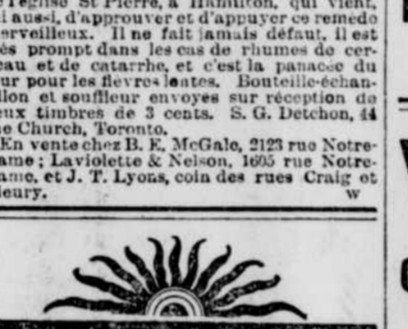 l'église St Pierre, à Hamilton, qui vient,
i aussi, d'approuver et d'appuyer ce remède
erveilleux. Il ne fait jamais défaut, il est
ès prompt dans les cas de rhumes de cer-
eau et de catarrhe, et c'est la panacée du
ur pour les fièvres lentes. Bouteille-échan-
llon et souffleur envoyés sur réception de
eux timbres de 3 cents. S. G. Detchon, 44
e Church, Toronto.
En vente chez B. E. McGale, 2123 rue Notre-
ame; Laviolette & Nelson, 1605 rue Notre-
ame, et J. T. Lyons, coin des rues Craig et
leury. w